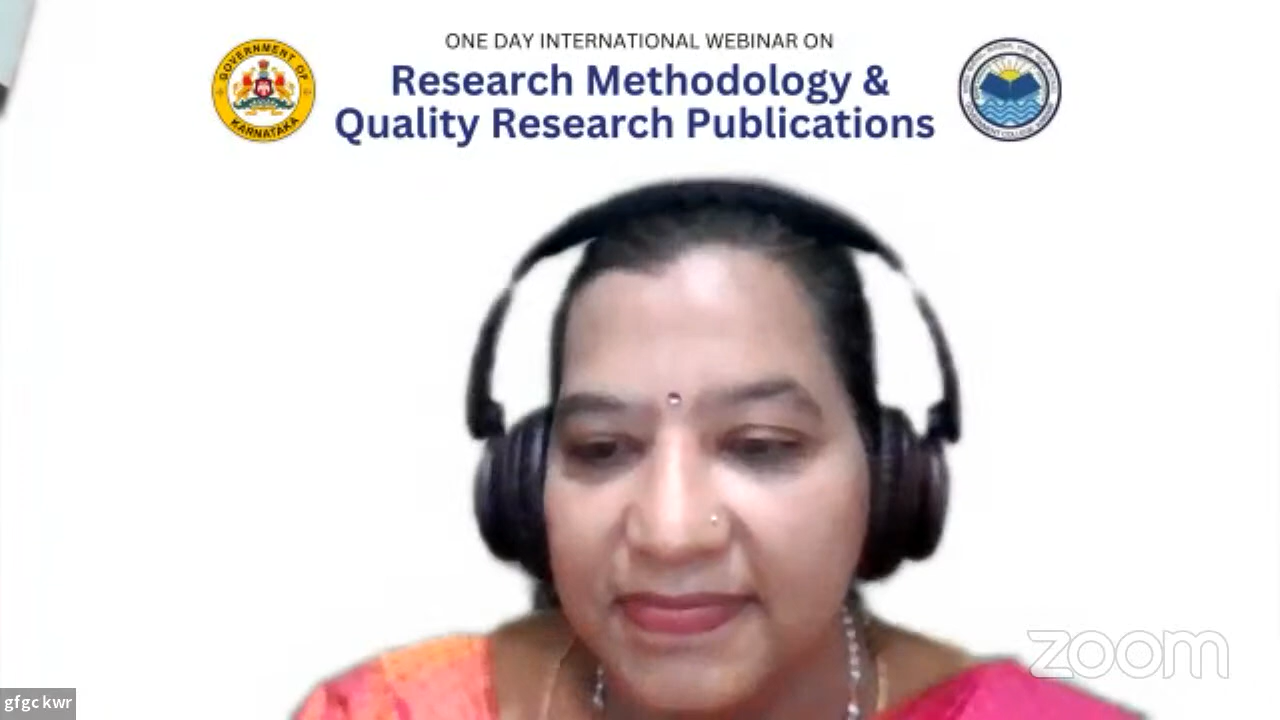 ONE DAY INTERNATIONAL WEBINAR ON
Research Methodology &
Quality Research Publications
GOVERNMENT OF
KARNATAKA
zoom
gfgc kwr